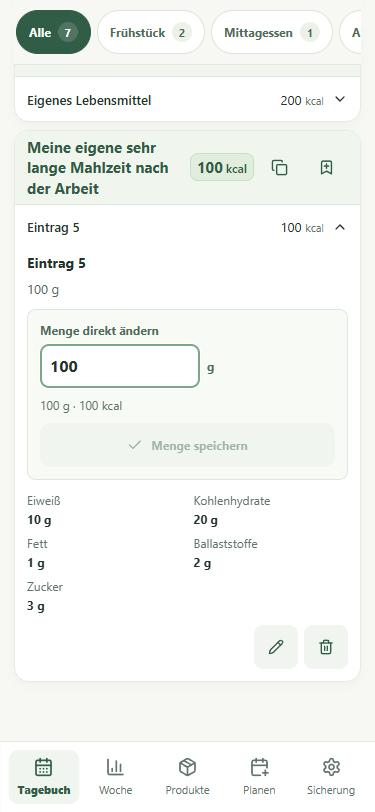 Alle 7
Frühstück 2
Mittagessen 1
A
Eigenes Lebensmittel 200 kcal
Meine eigene sehr
lange Mahlzeit nach
der Arbeit
100 kcal
Eintrag 5 100 kcal
Eintrag 5
100 g
Menge direkt ändern
100 g
100 g · 100 kcal
Menge speichern
Eiweiß Kohlenhydrate
10 g 20 g
Fett Ballaststoffe
1 g 2 g
Zucker
3 g
Tagebuch Woche Produkte Planen Sicherung